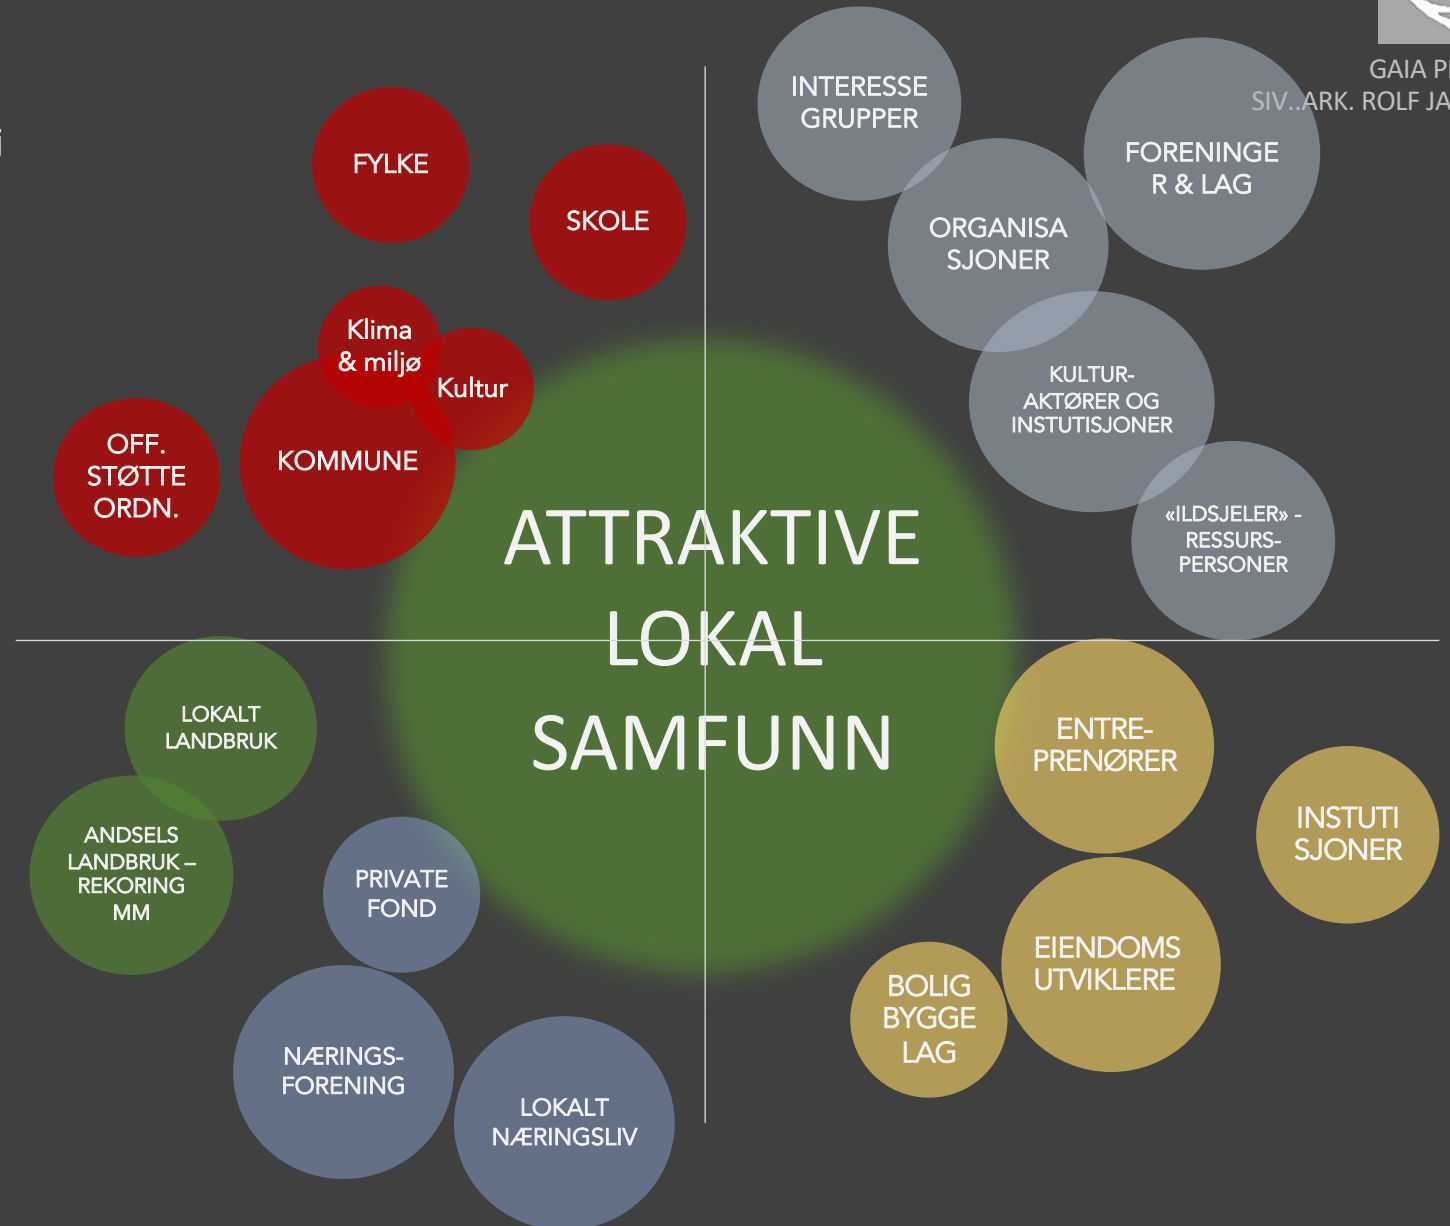 GAIA
SIV..ARK. ROLF
INTERESSE
GRUPPER
FORENINGE
R & LAG
FYLKE
SKOLE
ORGANISA
SJONER
Klima
& miljø
Kultur
KULTUR-
AKTØRER OG
INSTUTISJONER
OFF.
STØTTE
ORDN.
KOMMUNE
«ILDSJELER» -
RESSURS-
PERSONER
ATTRAKTIVE
LOKAL
SAMFUNN
LOKALT
LANDBRUK
ENTRE-
PRENØRER
ANDSELS
LANDBRUK –
REKORING
MM
PRIVATE
FOND
INSTUTI
SJONER
EIENDOMS
UTVIKLERE
BOLIG
BYGGE
LAG
NÆRINGS-
FORENING
LOKALT
NÆRINGSLIV